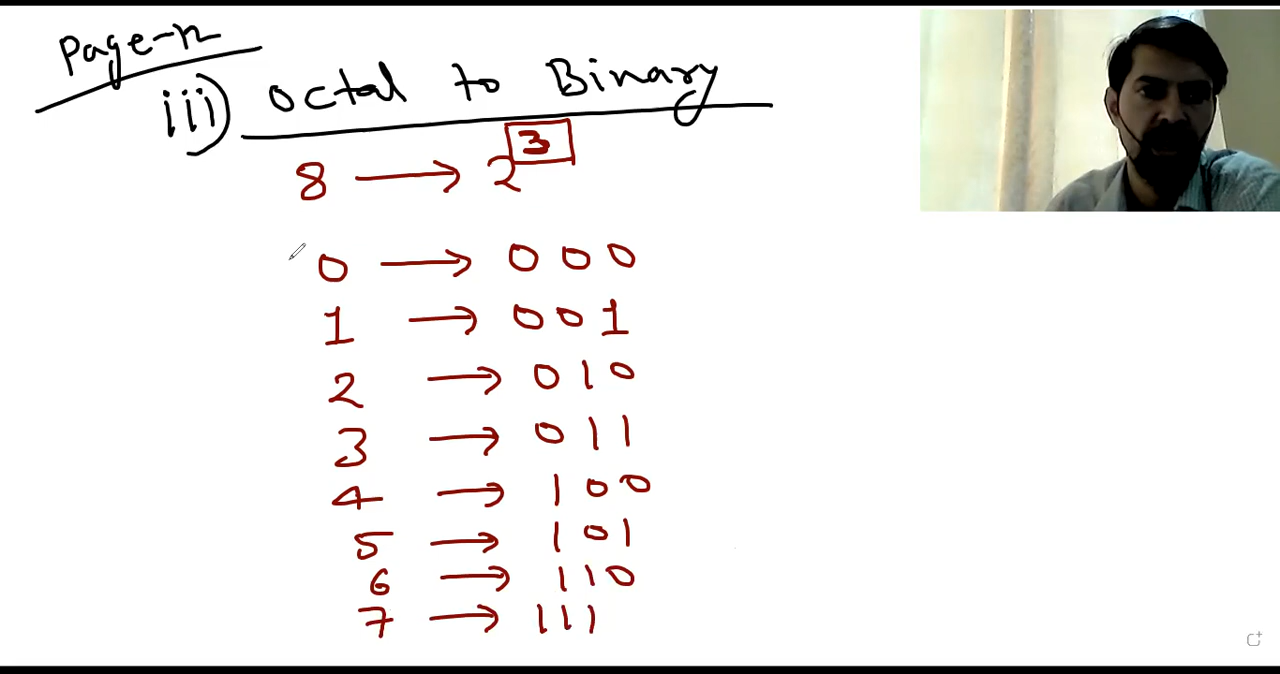 Page-12
iii) Octal to Binary
8 → 2³
0 → 000
1 → 001
2 → 010
3 → 011
4 → 100
5 → 101
6 → 110
7 → 111